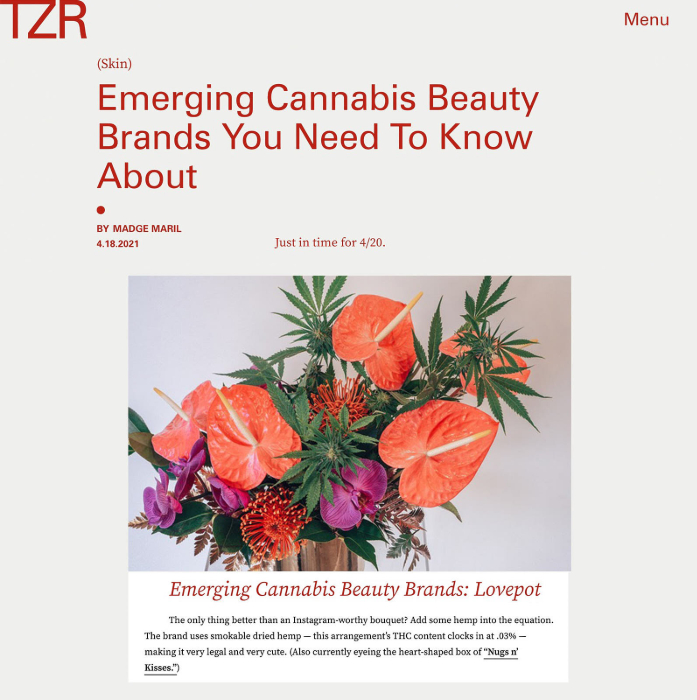 TZR
Menu
(Skin)
Emerging Cannabis Beauty
Brands You Need To Know
About
BY MADGE MARIL
4.18.2021
Just in time for 4/20.
Emerging Cannabis Beauty Brands: Lovepot
The only thing better than an Instagram-worthy bouquet? Add some hemp into the equation.
The brand uses smokable dried hemp — this arrangement's THC content clocks in at .03% —
making it very legal and very cute. (Also currently eyeing the heart-shaped box of “Nugs n’
Kisses.”)